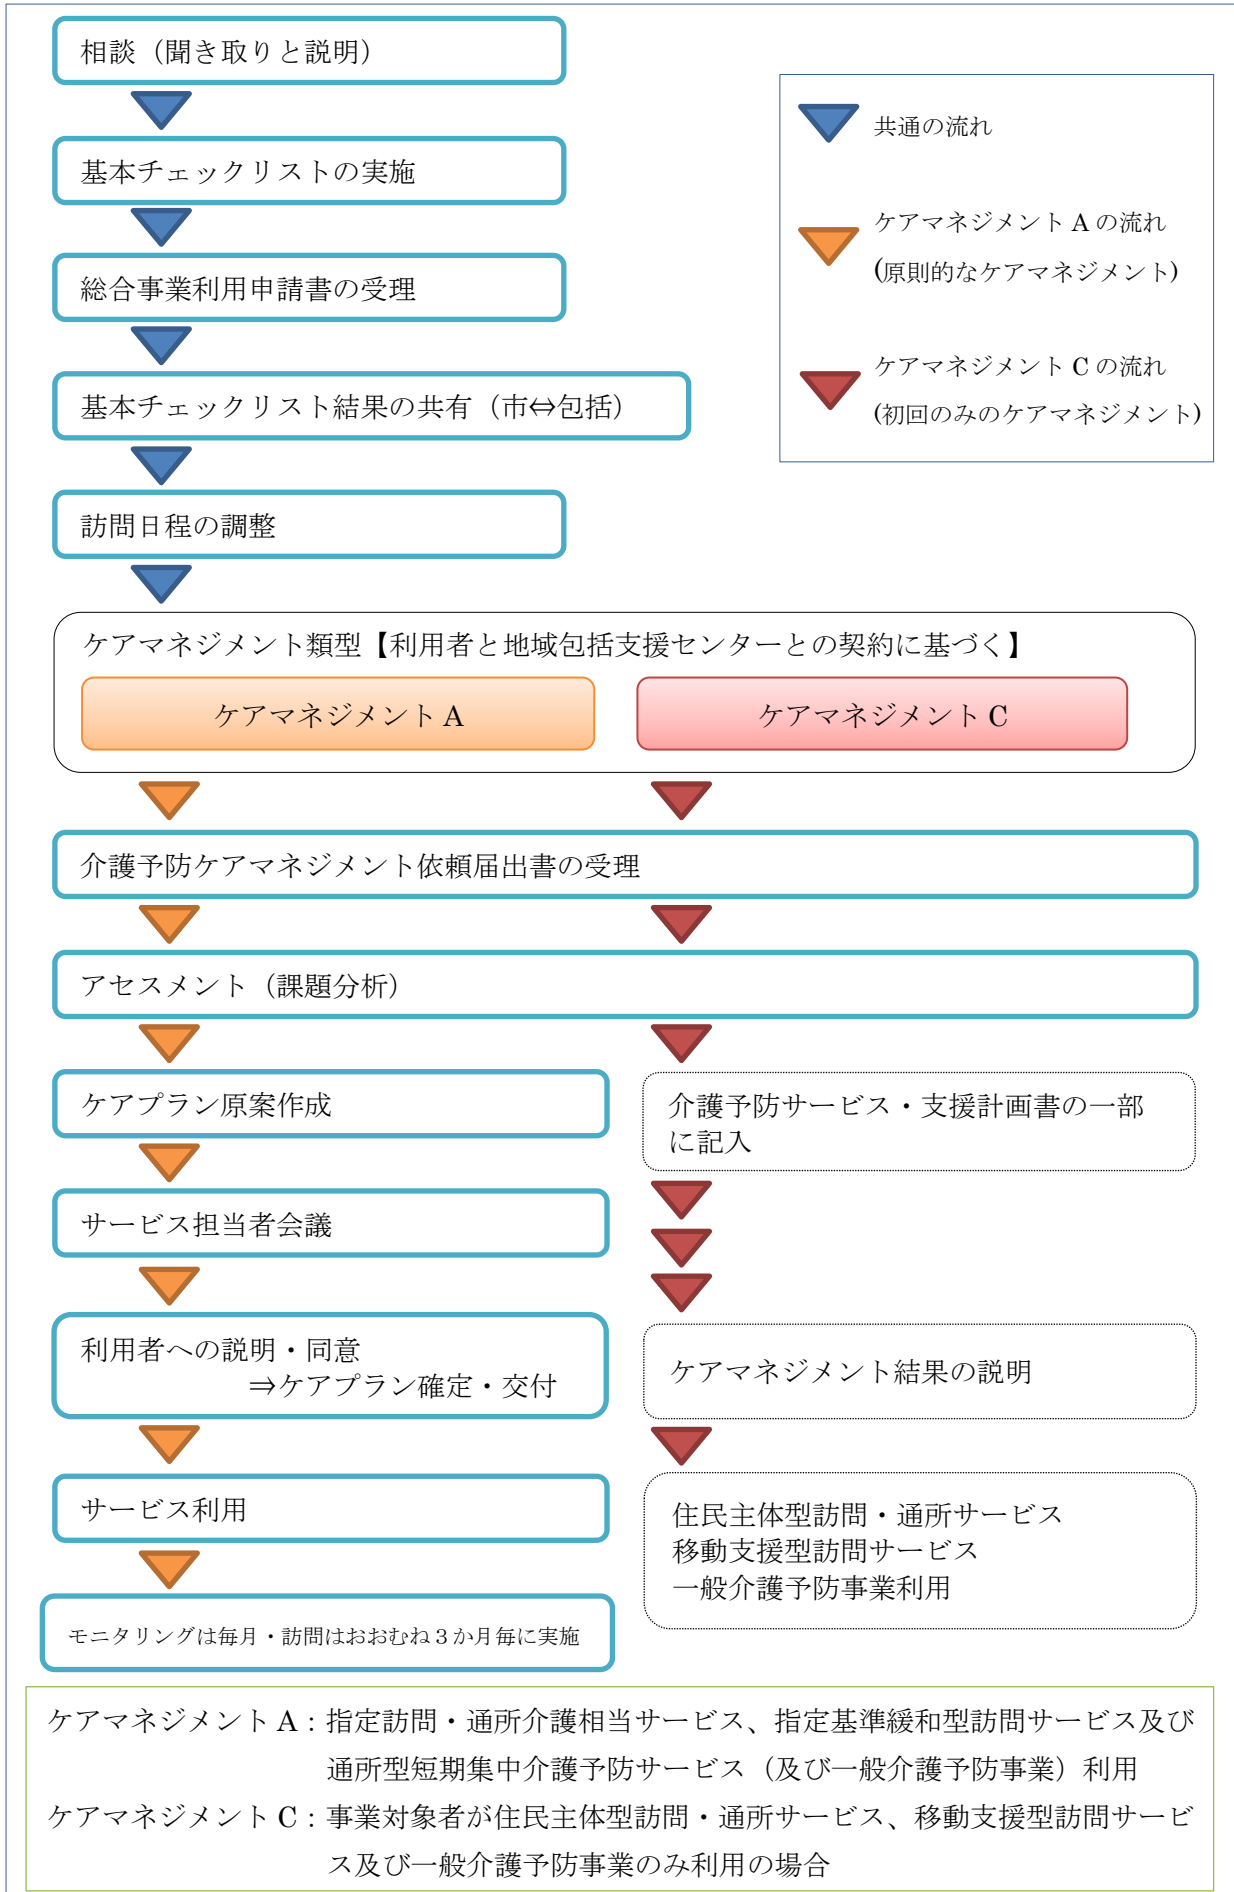 相談（聞き取りと説明）
共通の流れ
基本チェックリストの実施
ケアマネジメント A の流れ
(原則的なケアマネジメント)
総合事業利用申請書の受理
ケアマネジメント C の流れ
(初回のみのケアマネジメント)
基本チェックリスト結果の共有（市⇔包括）
訪問日程の調整
ケアマネジメント類型【利用者と地域包括支援センターとの契約に基づく】
ケアマネジメント A
ケアマネジメント C
介護予防ケアマネジメント依頼届出書の受理
アセスメント（課題分析）
ケアプラン原案作成
介護予防サービス・支援計画書の一部
に記入
サービス担当者会議
利用者への説明・同意
⇒ケアプラン確定・交付
ケアマネジメント結果の説明
サービス利用
住民主体型訪問・通所サービス
移動支援型訪問サービス
一般介護予防事業利用
モニタリングは毎月・訪問はおおむね３か月毎に実施
ケアマネジメント A：指定訪問・通所介護相当サービス、指定基準緩和型訪問サービス及び
通所型短期集中介護予防サービス（及び一般介護予防事業）利用
ケアマネジメント C：事業対象者が住民主体型訪問・通所サービス、移動支援型訪問サービ
ス及び一般介護予防事業のみ利用の場合